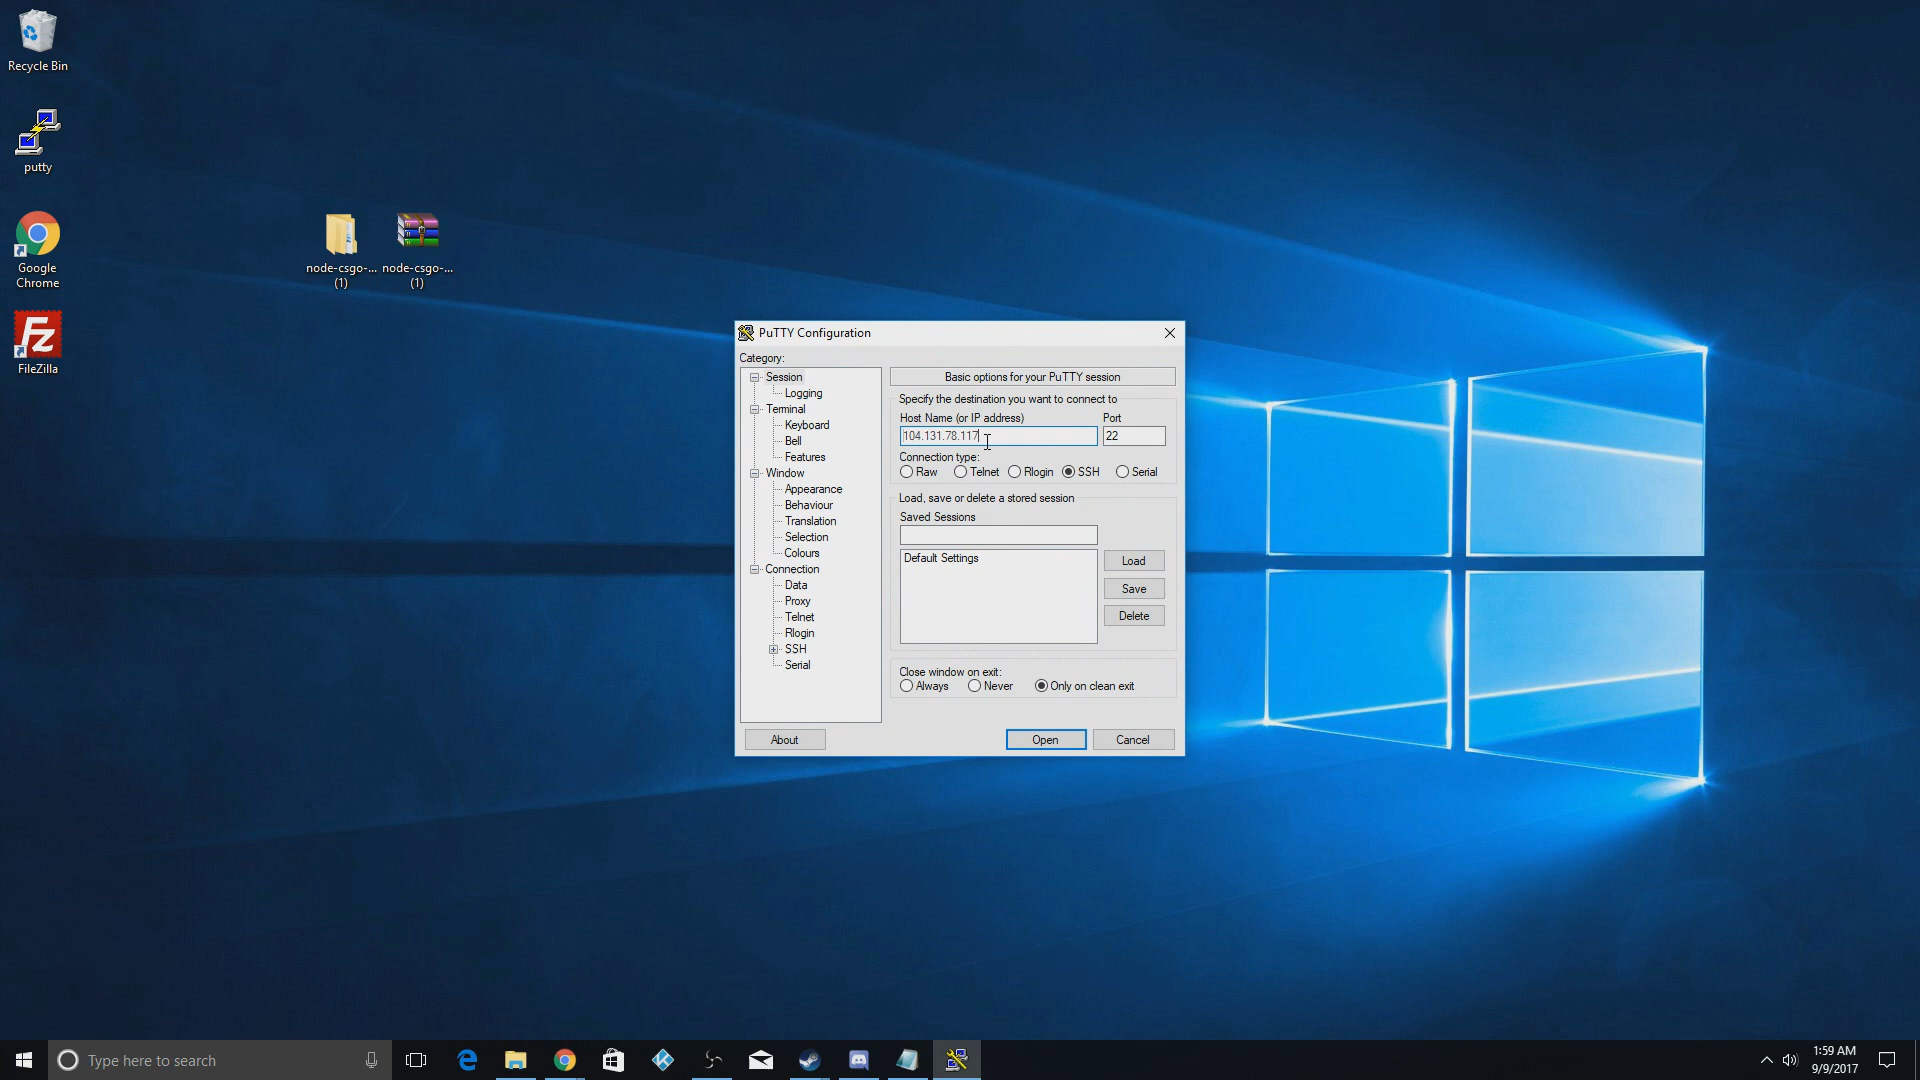 Recycle Bin
putty
Google
Chrome
FileZilla
node-csgo-...
(1)
node-csgo-...
(1)
PuTTY Configuration
Category:
Session
Logging
Terminal
Keyboard
Bell
Features
Window
Appearance
Behaviour
Translation
Selection
Colours
Connection
Data
Proxy
Telnet
Rlogin
SSH
Serial
Basic options for your PuTTY session
Specify the destination you want to connect to
Host Name (or IP address) Port
104.131.78.117 22
Connection type:
Raw Telnet Rlogin SSH Serial
Load, save or delete a stored session
Saved Sessions
Default Settings
Load
Save
Delete
Close window on exit:
Always Never Only on clean exit
About Open Cancel
Type here to search
1:59 AM
9/9/2017